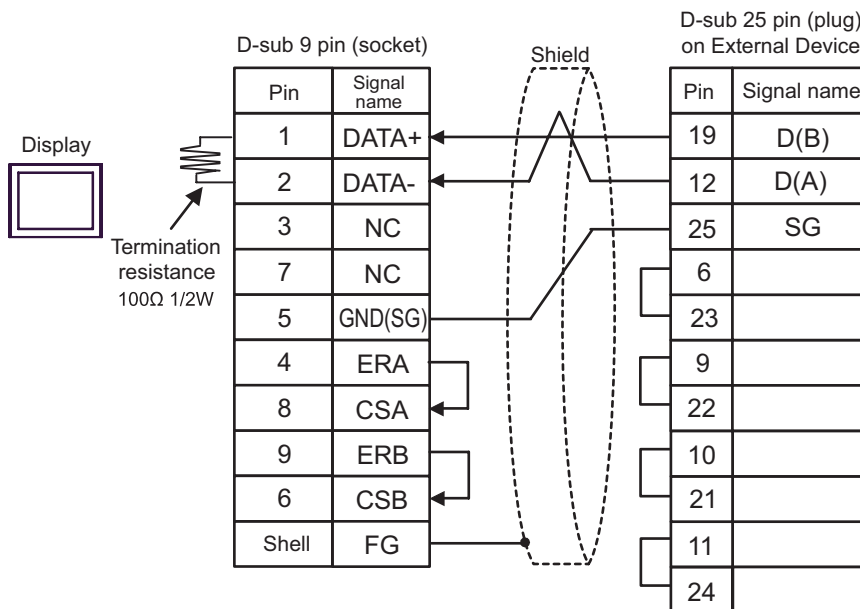 D-sub 25 pin (plug)
on External Device
D-sub 9 pin (socket)
Shield
Pin Signal name
1 DATA+
2 DATA-
3 NC
7 NC
5 GND(SG)
4 ERA
8 CSA
9 ERB
6 CSB
Shell FG
Display
Termination
resistance
100Ω 1/2W
Pin Signal name
19 D(B)
12 D(A)
25 SG
6
23
9
22
10
21
11
24